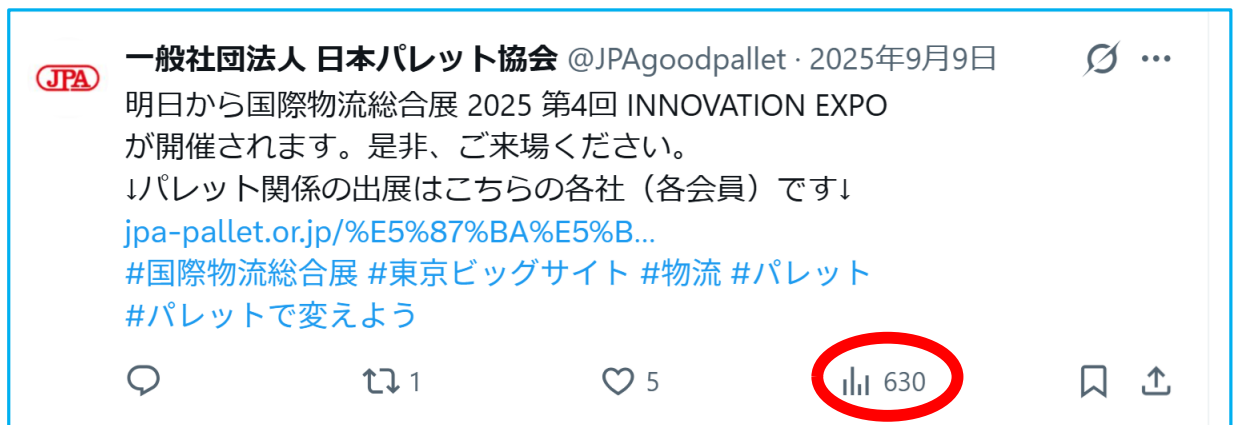 JPA
一般社団法人 日本パレット協会 @JPAgoodpallet · 2025年9月9日
明日から国際物流総合展 2025 第4回 INNOVATION EXPO
が開催されます。是非、ご来場ください。
↓パレット関係の出展はこちらの各社（各会員）です↓
jpa-pallet.or.jp/%E5%87%BA%E5%B...
#国際物流総合展 #東京ビッグサイト #物流 #パレット
#パレットで変えよう
1 5 630